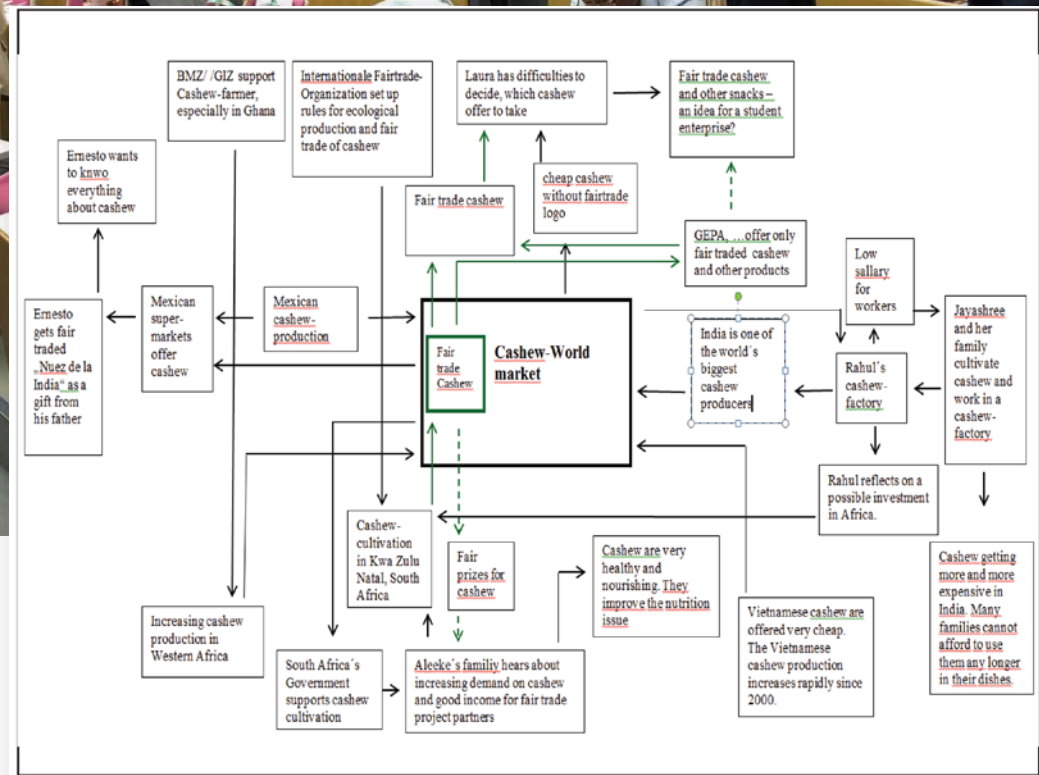 BMZ/ /GIZ support
Cashew-farmer,
especially in Ghana
Internationale Fairtrade-
Organization set up
rules for ecological
production and fair
trade of cashew
Laura has difficulties to
decide, which cashew
offer to take
Fair trade cashew
and other snacks –
an idea for a student
enterprise?
Ernesto wants
to knwo
everything
about cashew
Fair trade cashew
cheap cashew
without fairtrade
logo
GEPA, …offer only
fair traded cashew
and other products
Low
sallary
for
workers
Ernesto
gets fair
traded
„Nuez de la
India“ as a
gift from
his father
Mexican
super-
markets
offer
cashew
Mexican
cashew-
production
Fair
trade
Cashew
Cashew-World
market
India is one of
the world´s
biggest
cashew
producers
Rahul´s
cashew-
factory
Jayashree
and her
family
cultivate
cashew and
work in a
cashew-
factory
Rahul reflects on a
possible investment
in Africa.
Cashew-
cultivation
in Kwa Zulu
Natal, South
Africa
Fair
prizes for
cashew
Cashew are very
healthy and
nourishing. They
improve the nutrition
issue
Cashew getting
more and more
expensive in
India. Many
families cannot
afford to use
them any longer
in their dishes.
Increasing cashew
production in
Western Africa
South Africa´s
Government
supports cashew
cultivation
Aleeke´s familiy hears about
increasing demand on cashew
and good income for fair trade
project partners
Vietnamese cashew are
offered very cheap.
The Vietnamese
cashew production
increases rapidly since
2000.